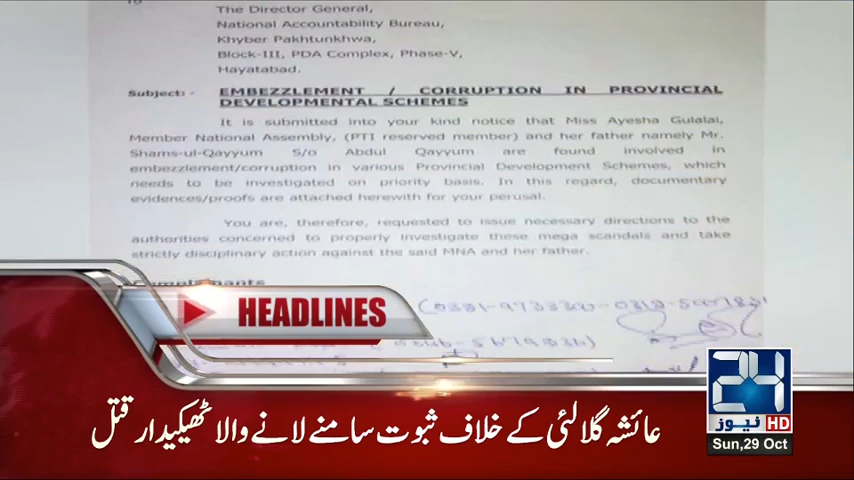 The Director General,
National Accountability Bureau,
Khyber Pakhtunkhwa,
Block-III, PDA Complex, Phase-V,
Hayatabad.
Subject: - EMBEZZLEMENT / CORRUPTION IN PROVINCIAL
DEVELOPMENTAL SCHEMES
It is submitted into your kind notice that Miss Ayesha Gulalai,
Member National Assembly, (PTI reserved member) and her father namely Mr.
Shams-ul-Qayyum S/o Abdul Qayyum are found involved in
embezzlement/corruption in various Provincial Development Schemes, which
needs to be investigated on priority basis. In this regard, documentary
evidences/proofs are attached herewith for your perusal.
You are, therefore, requested to issue necessary directions to the
authorities concerned to properly investigate these mega scandals and take
strictly disciplinary action against the said MNA and her father.
HEADLINES
عائشہ گلالئی کے خلاف ثبوت سامنے لانے والا ٹھیکیدار قتل
24
نیوز HD
Sun,29 Oct